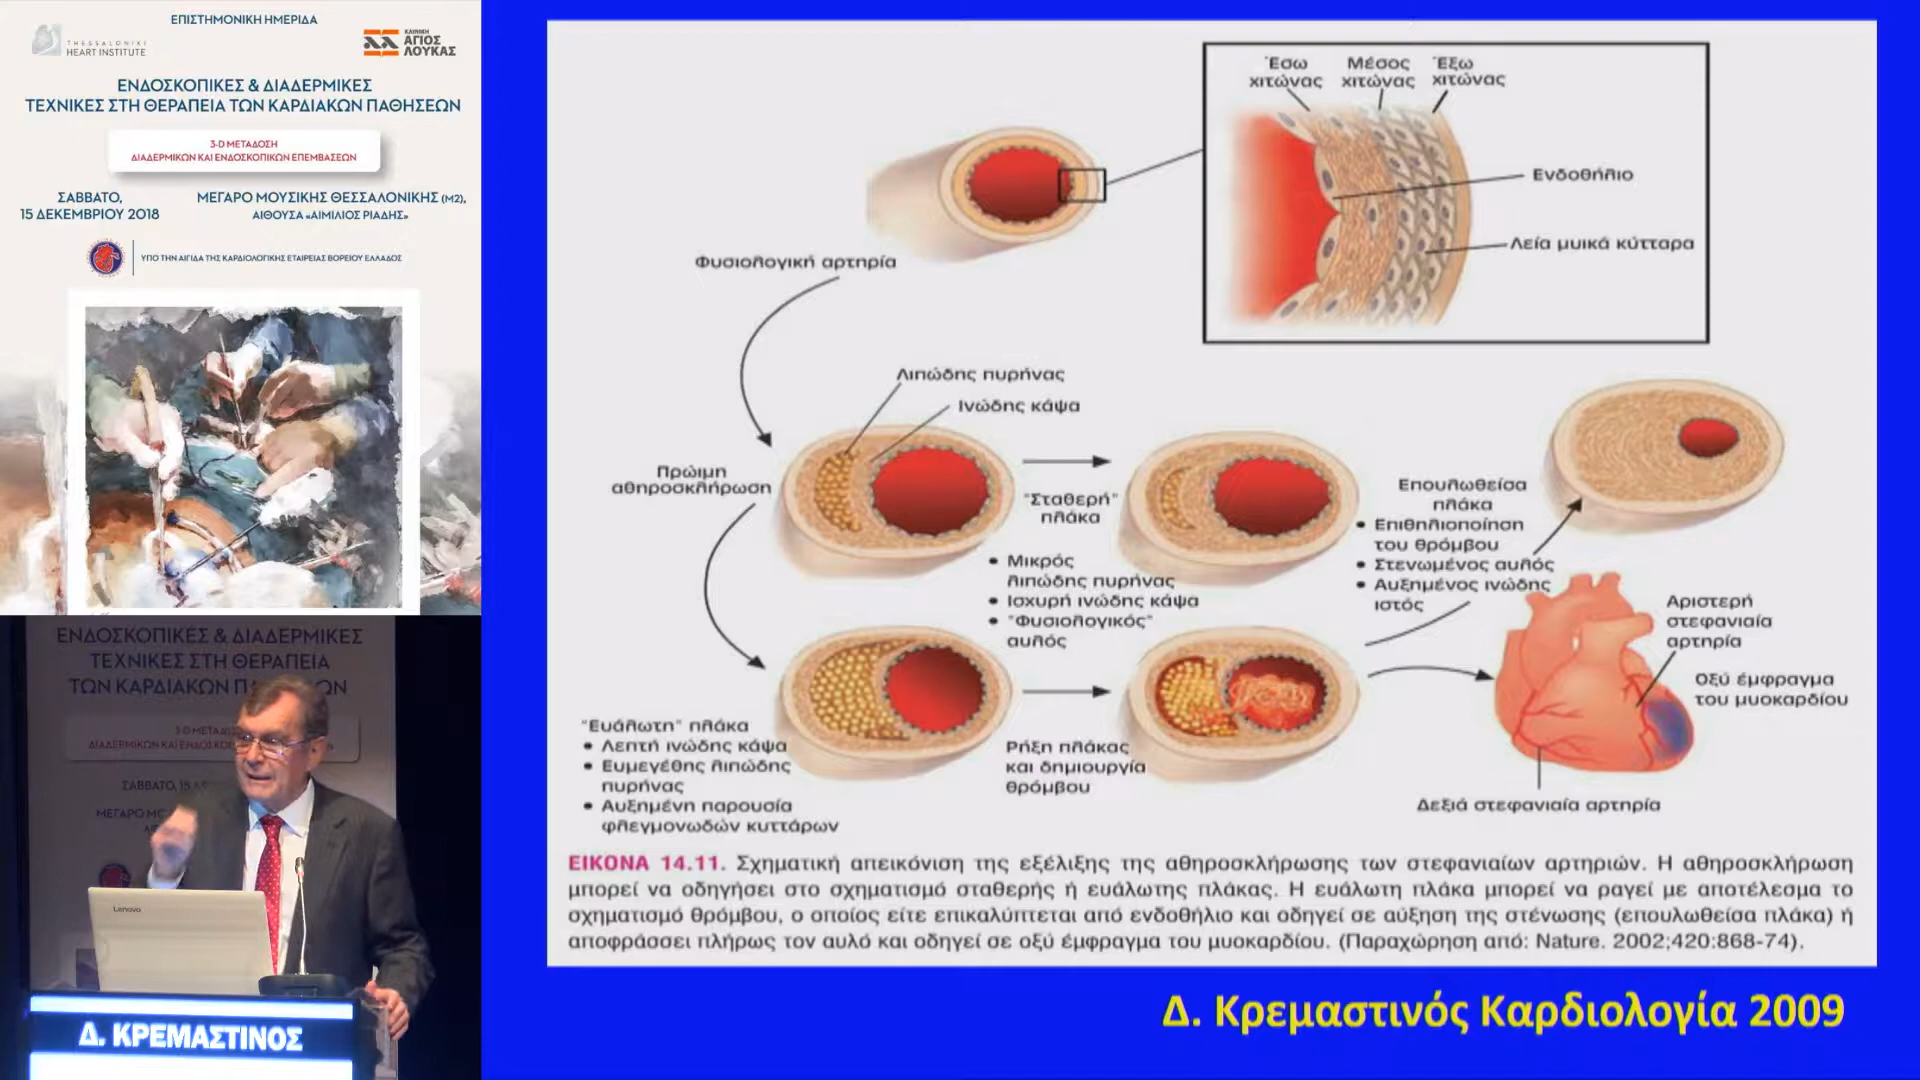 ΕΠΙΣΤΗΜΟΝΙΚΗ ΗΜΕΡΙΔΑ
THESSALONIKI
HEART INSTITUTE
ΚΛΙΝΙΚΗ
ΑΓΙΟΣ
ΛΟΥΚΑΣ
ΕΝΔΟΣΚΟΠΙΚΕΣ & ΔΙΑΔΕΡΜΙΚΕΣ
ΤΕΧΝΙΚΕΣ ΣΤΗ ΘΕΡΑΠΕΙΑ ΤΩΝ ΚΑΡΔΙΑΚΩΝ ΠΑΘΗΣΕΩΝ
3-D ΜΕΤΑΔΟΣΗ
ΔΙΑΔΕΡΜΙΚΩΝ ΚΑΙ ΕΝΔΟΣΚΟΠΙΚΩΝ ΕΠΕΜΒΑΣΕΩΝ
ΣΑΒΒΑΤΟ,
15 ΔΕΚΕΜΒΡΙΟΥ 2018
ΜΕΓΑΡΟ ΜΟΥΣΙΚΗΣ ΘΕΣΣΑΛΟΝΙΚΗΣ (Μ2),
ΑΙΘΟΥΣΑ «ΑΙΜΙΛΙΟΣ ΡΙΑΔΗΣ»
ΥΠΟ ΤΗΝ ΑΙΓΙΔΑ ΤΗΣ ΚΑΡΔΙΟΛΟΓΙΚΗΣ ΕΤΑΙΡΕΙΑΣ ΒΟΡΕΙΟΥ ΕΛΛΑΔΟΣ
ΕΝΔΟΣΚΟΠΙΚΕΣ & ΔΙΑΔΕΡΜΙΚΕΣ
ΤΕΧΝΙΚΕΣ ΣΤΗ ΘΕΡΑΠΕΙΑ
ΤΩΝ ΚΑΡΔΙΑΚΩΝ
3-D
ΔΙΑΔΕΡΜΙΚΩΝ ΚΑΙ
ΣΑΒΒΑΤΟ, 15
Lenovo
Δ. ΚΡΕΜΑΣΤΙΝΟΣ
Έσω
χιτώνας
Μέσος
χιτώνας
Έξω
χιτώνας
Ενδοθήλιο
Λεία μυικά κύτταρα
Φυσιολογική αρτηρία
Λιπώδης πυρήνας
Ινώδης κάψα
Πρώιμη
αθηροσκλήρωση
"Σταθερή"
πλάκα
• Μικρός
λιπώδης πυρήνας
• Ισχυρή ινώδης κάψα
• "Φυσιολογικός"
αυλός
Επουλωθείσα
πλάκα
• Επιθηλιοποίηση
του θρόμβου
• Στενωμένος αυλός
• Αυξημένος ινώδης
ιστός
Αριστερή
στεφανιαία
αρτηρία
Οξύ έμφραγμα
του μυοκαρδίου
Δεξιά στεφανιαία αρτηρία
"Ευάλωτη" πλάκα
• Λεπτή ινώδης κάψα
• Ευμεγέθης λιπώδης
πυρήνας
• Αυξημένη παρουσία
φλεγμονωδών κυττάρων
Ρήξη πλάκας
και δημιουργία
θρόμβου
ΕΙΚΟΝΑ 14.11. Σχηματική απεικόνιση της εξέλιξης της αθηροσκλήρωσης των στεφανιαίων αρτηριών. Η αθηροσκλήρωση
μπορεί να οδηγήσει στο σχηματισμό σταθερής ή ευάλωτης πλάκας. Η ευάλωτη πλάκα μπορεί να ραγεί με αποτέλεσμα το
σχηματισμό θρόμβου, ο οποίος είτε επικαλύπτεται από ενδοθήλιο και οδηγεί σε αύξηση της στένωσης (επουλωθείσα πλάκα) ή
αποφράσσει πλήρως τον αυλό και οδηγεί σε οξύ έμφραγμα του μυοκαρδίου. (Παραχώρηση από: Nature. 2002;420:868-74).
Δ. Κρεμαστινός Καρδιολογία 2009